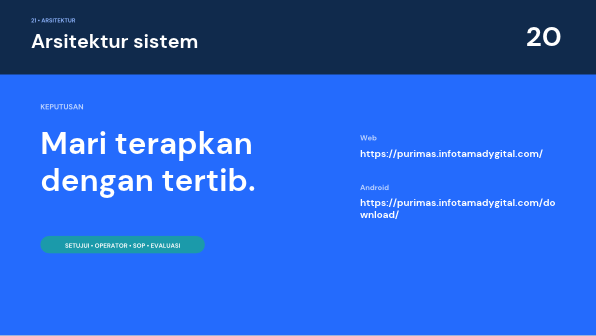 21 • ARSITEKTUR
Arsitektur sistem
20
KEPUTUSAN
Mari terapkan
dengan tertib.
SETUJUI • OPERATOR • SOP • EVALUASI
Web
https://purimas.infotamadygital.com/
Android
https://purimas.infotamadygital.com/do
wnload/